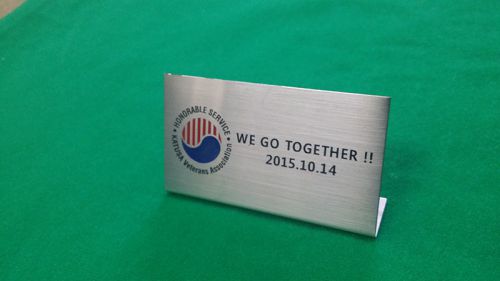 HONORABLE SERVICE
KATUSA Veterans Association
WE GO TOGETHER !!
2015.10.14